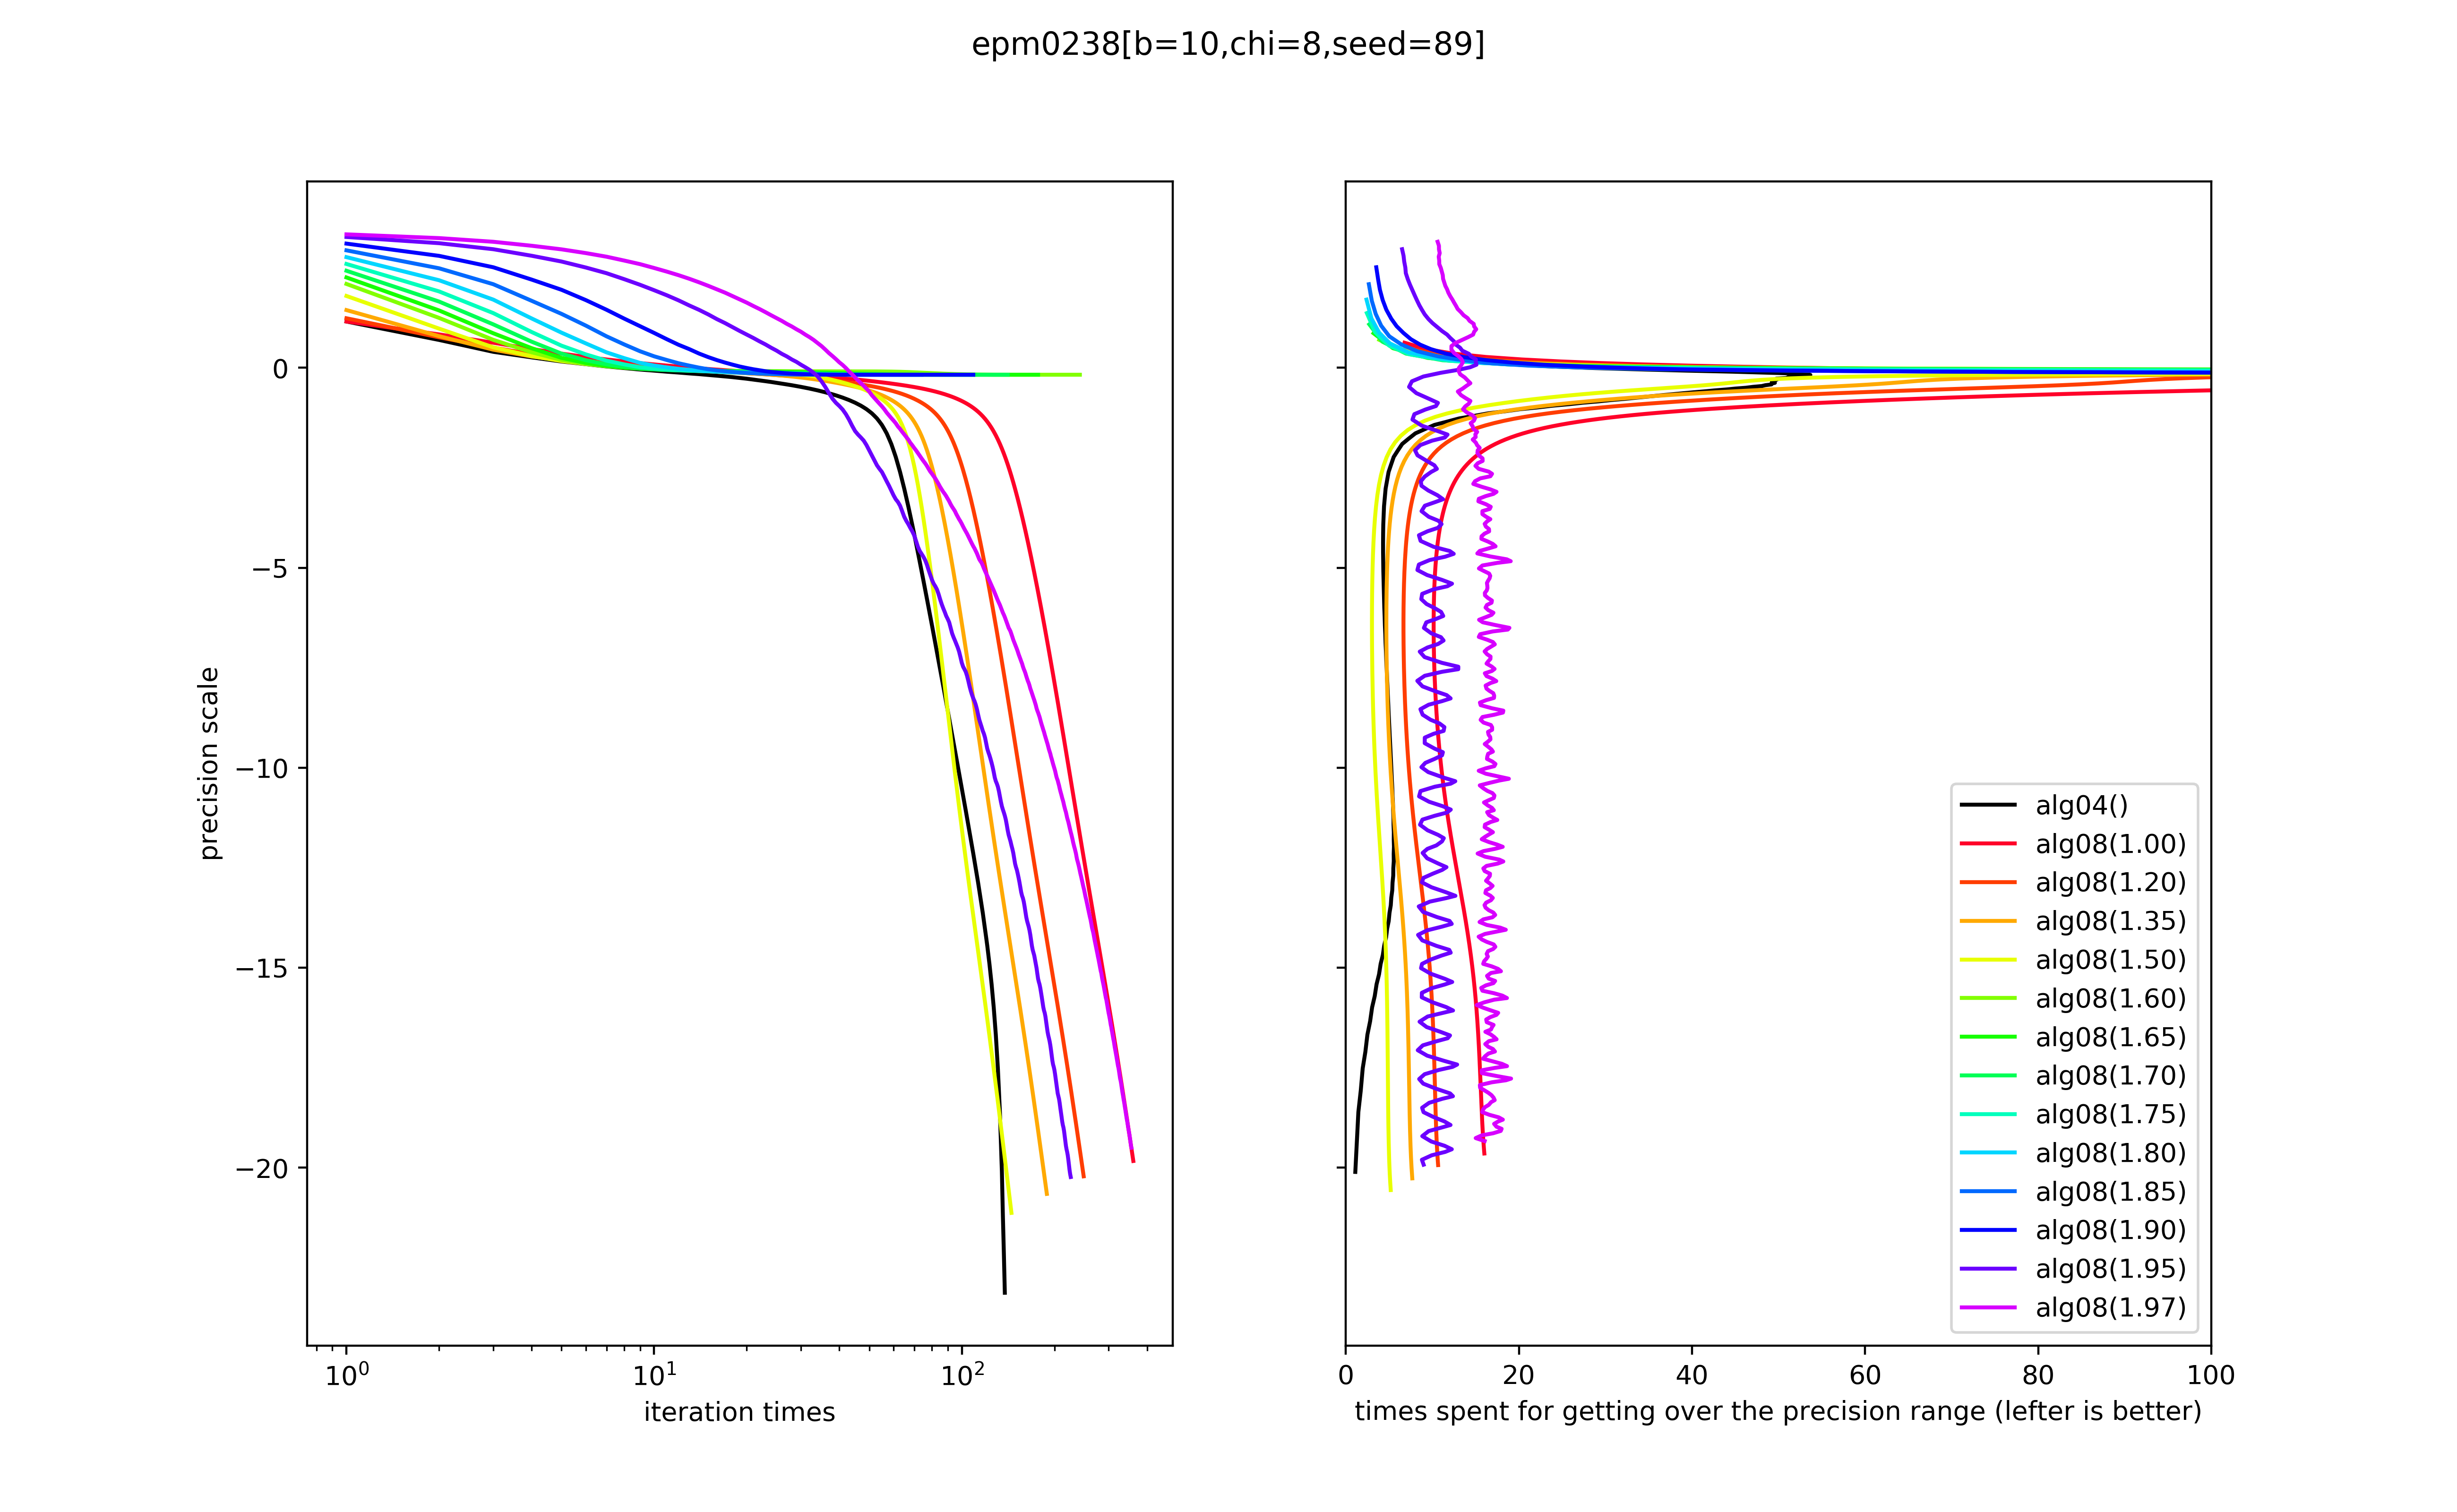 epm0238[b=10,chi=8,seed=89]
precision scale
0
−5
−10
−15
−20
10⁰ 10¹ 10²
iteration times
0 20 40 60 80 100
times spent for getting over the precision range (lefter is better)
alg04()
alg08(1.00)
alg08(1.20)
alg08(1.35)
alg08(1.50)
alg08(1.60)
alg08(1.65)
alg08(1.70)
alg08(1.75)
alg08(1.80)
alg08(1.85)
alg08(1.90)
alg08(1.95)
alg08(1.97)